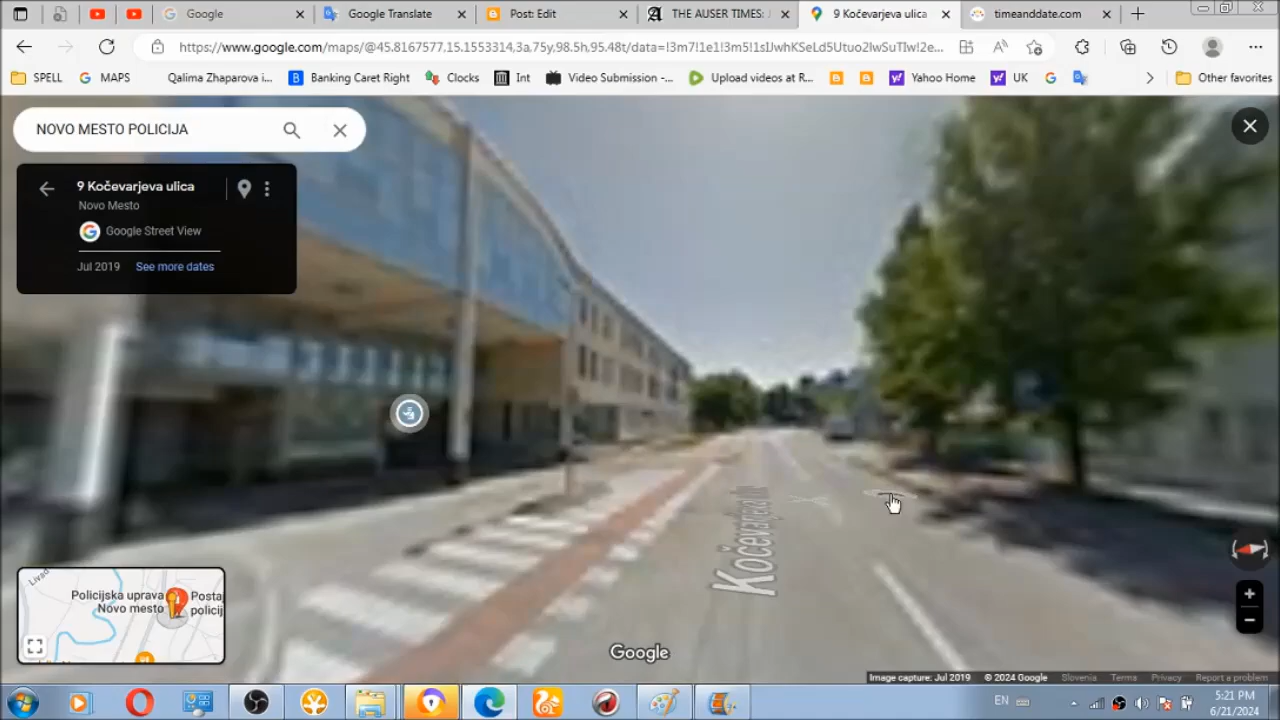 Google
Google Translate
Post: Edit
THE AUSER TIMES: J
9 Kočevarjeva ulica
timeanddate.com
https://www.google.com/maps/@45.8167577,15.1553314,3a,75y,98.5h,95.48t/data=!3m7!1e1!3m5!1sIJwhKSeLd5Utuo2IwSuTIw!2e...
SPELL
MAPS
Qalima Zhaparova i...
Banking Caret Right
Clocks
Int
Video Submission -...
Upload videos at R...
Yahoo Home
UK
Other favorites
NOVO MESTO POLICIJA
9 Kočevarjeva ulica
Novo Mesto
Google Street View
Jul 2019
See more dates
Kočevarjeva ulica
Livad
Policijska uprava
Novo mesto
Posta
policij
Google
Image capture: Jul 2019
© 2024 Google
Slovenia
Terms
Privacy
Report a problem
EN
5:21 PM
6/21/2024